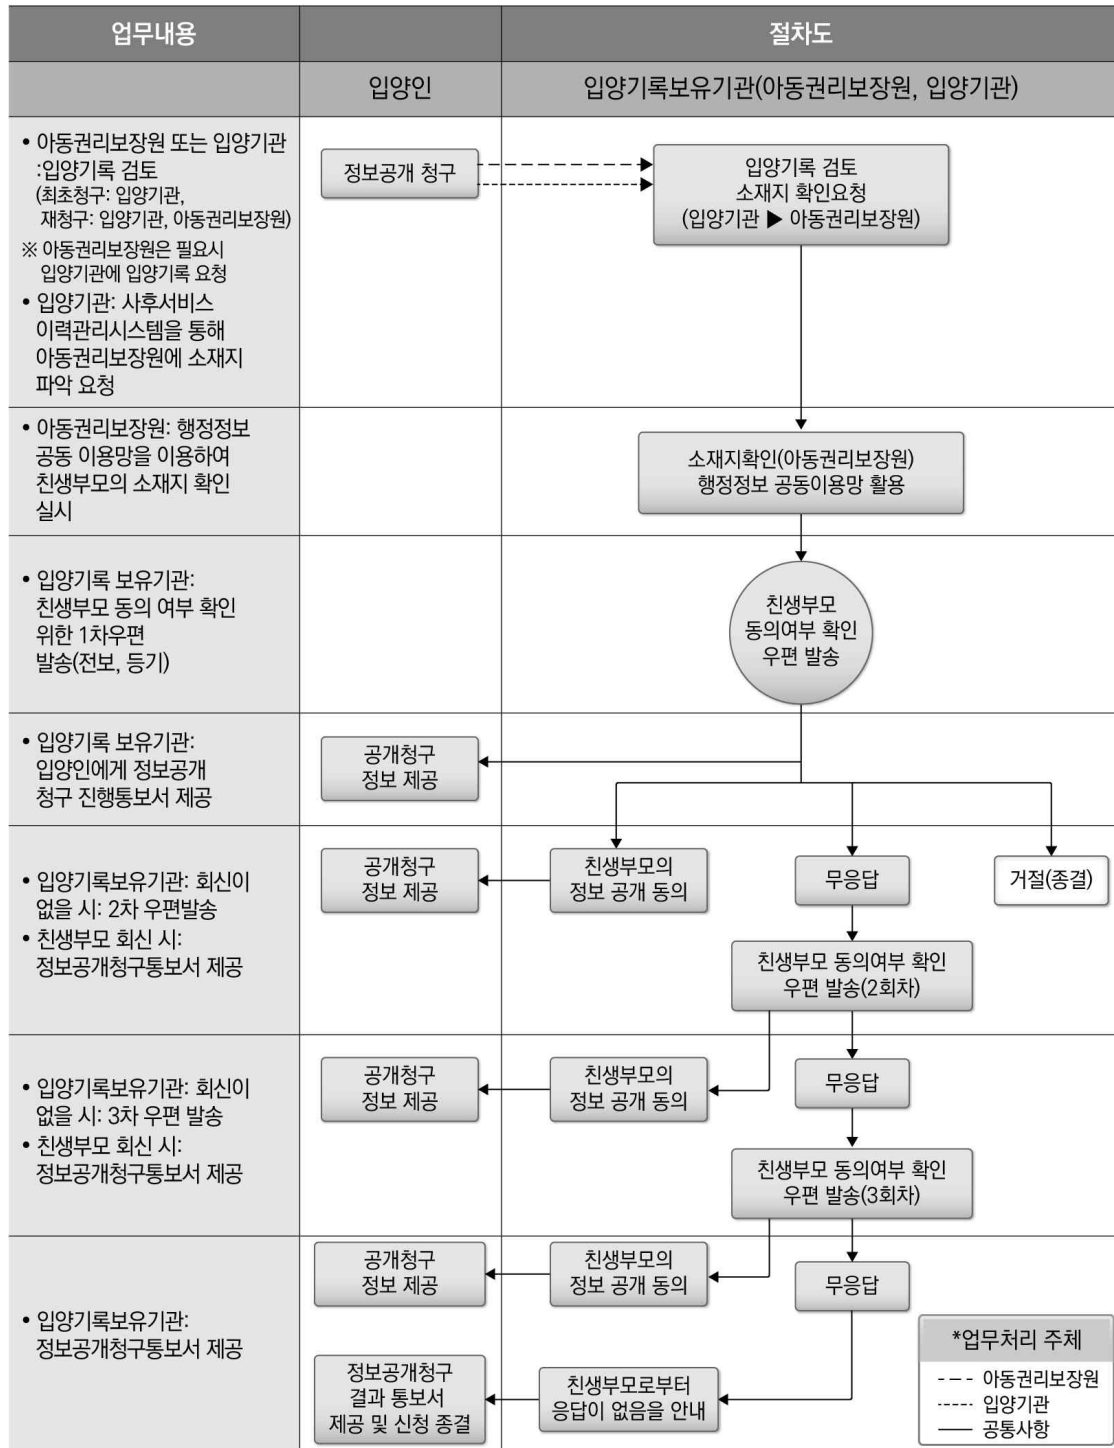 업무내용
절차도
입양인
입양기록보유기관(아동권리보장원, 입양기관)
• 아동권리보장원 또는 입양기관
:입양기록 검토
(최초청구: 입양기관,
재청구: 입양기관, 아동권리보장원)
※ 아동권리보장원은 필요시
입양기관에 입양기록 요청
• 입양기관: 사후서비스
이력관리시스템을 통해
아동권리보장원에 소재지
파악 요청
정보공개 청구
입양기록 검토
소재지 확인요청
(입양기관 ▶ 아동권리보장원)
• 아동권리보장원: 행정정보
공동 이용망을 이용하여
친생부모의 소재지 확인
실시
소재지확인(아동권리보장원)
행정정보 공동이용망 활용
• 입양기록 보유기관:
친생부모 동의 여부 확인
위한 1차우편
발송(전보, 등기)
친생부모
동의여부 확인
우편 발송
• 입양기록 보유기관:
입양인에게 정보공개
청구 진행통보서 제공
공개청구
정보 제공
• 입양기록보유기관: 회신이
없을 시: 2차 우편발송
• 친생부모 회신 시:
정보공개청구통보서 제공
공개청구
정보 제공
친생부모의
정보 공개 동의
무응답
거절(종결)
친생부모 동의여부 확인
우편 발송(2회차)
• 입양기록보유기관: 회신이
없을 시: 3차 우편 발송
• 친생부모 회신 시:
정보공개청구통보서 제공
공개청구
정보 제공
친생부모의
정보 공개 동의
무응답
친생부모 동의여부 확인
우편 발송(3회차)
• 입양기록보유기관:
정보공개청구통보서 제공
공개청구
정보 제공
친생부모의
정보 공개 동의
무응답
정보공개청구
결과 통보서
제공 및 신청 종결
친생부모로부터
응답이 없음을 안내
*업무처리 주체
아동권리보장원
입양기관
공통사항